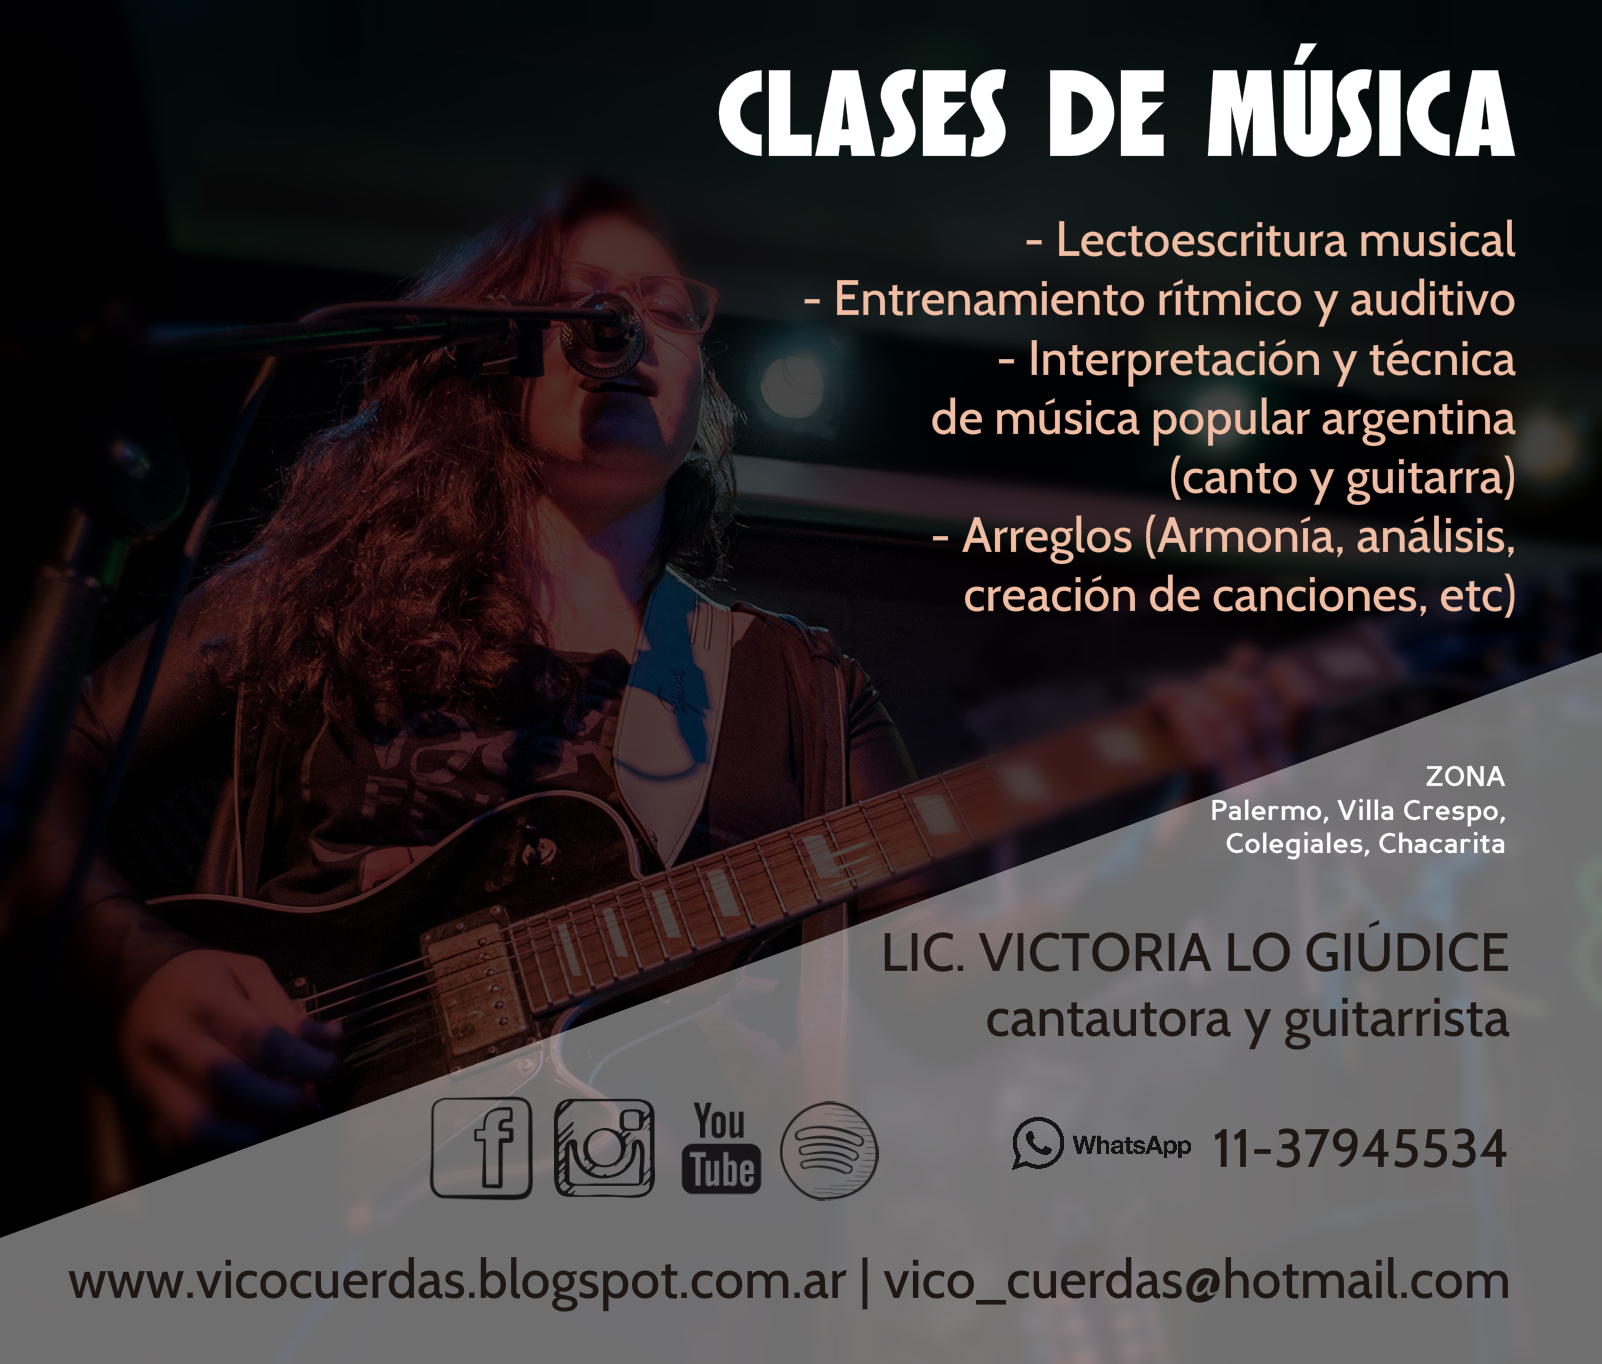 CLASES DE MÚSICA
- Lectoescritura musical
- Entrenamiento rítmico y auditivo
- Interpretación y técnica
de música popular argentina
(canto y guitarra)
- Arreglos (Armonía, análisis,
creación de canciones, etc)
ZONA
Palermo, Villa Crespo,
Colegiales, Chacarita
LIC. VICTORIA LO GIÚDICE
cantautora y guitarrista
You
Tube
WhatsApp 11-37945534
www.vicocuerdas.blogspot.com.ar | vico_cuerdas@hotmail.com